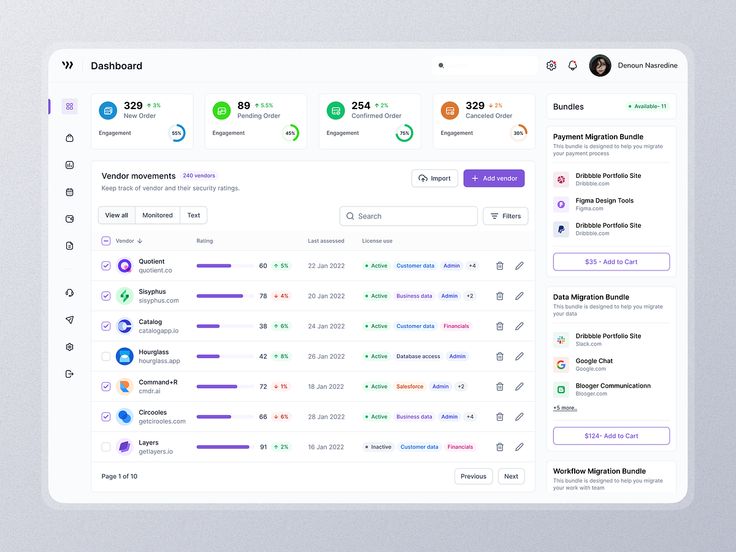 Dashboard
Denoun Nasredine
329 ↑ 3%
New Order
Engagement 55%
89 ↑ 5.5%
Pending Order
Engagement 45%
254 ↑ 2%
Confirmed Order
Engagement 75%
329 ↓ 2%
Canceled Order
Engagement 30%
Bundles Available- 11
Vendor movements 240 vendors
Keep track of vendor and their security ratings.
Import + Add vendor
View all Monitored Text
Search Filters
Vendor ↓ Rating Last assessed License use
Quotient
quotient.co
60 ↑ 5% 22 Jan 2022 Active Customer data Admin +4
Sisyphus
sisyphus.com
78 ↓ 4% 20 Jan 2022 Active Business data Admin +2
Catalog
catalogapp.io
38 ↑ 6% 24 Jan 2022 Active Customer data Financials
Hourglass
hourglass.app
42 ↑ 8% 26 Jan 2022 Active Database access Admin
Command+R
cmdr.ai
72 ↓ 1% 18 Jan 2022 Active Salesforce Admin +2
Circooles
getcirooles.com
66 ↓ 6% 28 Jan 2022 Active Business data Admin +4
Layers
getlayers.io
91 ↑ 2% 16 Jan 2022 Inactive Customer data Financials
Page 1 of 10 Previous Next
Payment Migration Bundle
This bundle is designed to help you migrate
your payment process
Dribbble Portfolio Site
Dribbble.com
Figma Design Tools
Figma.com
Dribbble Portfolio Site
Dribbble.com
$35 - Add to Cart
Data Migration Bundle
This bundle is designed to help you migrate
your data
Dribbble Portfolio Site
Slack.com
Google Chat
Google.com
Blooger Communicationn
Blooger.com
+5 more..
$124- Add to Cart
Workflow Migration Bundle
This bundle is designed to help you migrate
your work with team